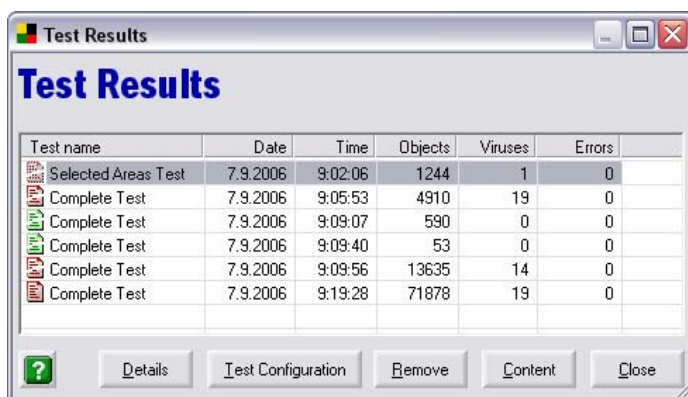 Test Results
Test Results
Test name Date Time Objects Viruses Errors
Selected Areas Test 7.9.2006 9:02:06 1244 1 0
Complete Test 7.9.2006 9:05:53 4910 19 0
Complete Test 7.9.2006 9:09:07 590 0 0
Complete Test 7.9.2006 9:09:40 53 0 0
Complete Test 7.9.2006 9:09:56 13635 14 0
Complete Test 7.9.2006 9:19:28 71878 19 0
? Details Test Configuration Remove Content Close